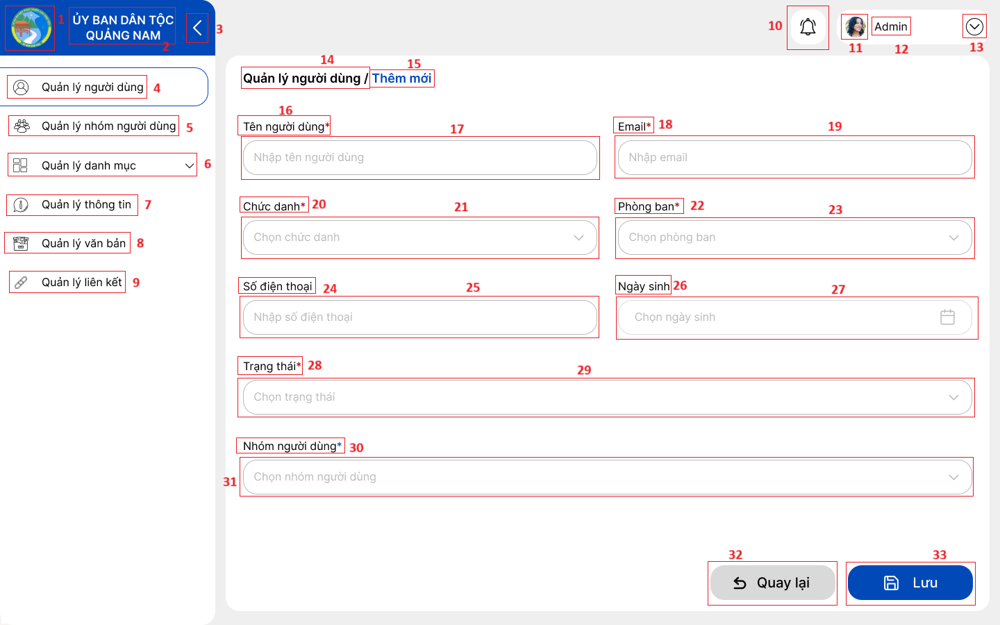 1
ỦY BAN DÂN TỘC
QUẢNG NAM
2
3
10
11
Admin
12
13
Quản lý người dùng 4
Quản lý nhóm người dùng 5
Quản lý danh mục 6
Quản lý thông tin 7
Quản lý văn bản 8
Quản lý liên kết 9
14 15
Quản lý người dùng / Thêm mới
16
Tên người dùng* 17
Nhập tên người dùng
Email* 18 19
Nhập email
Chức danh* 20 21
Chọn chức danh
Phòng ban* 22 23
Chọn phòng ban
Số điện thoại 24 25
Nhập số điện thoại
Ngày sinh 26 27
Chọn ngày sinh
Trạng thái* 28 29
Chọn trạng thái
Nhóm người dùng* 30
31 Chọn nhóm người dùng
32 33
Quay lại Lưu